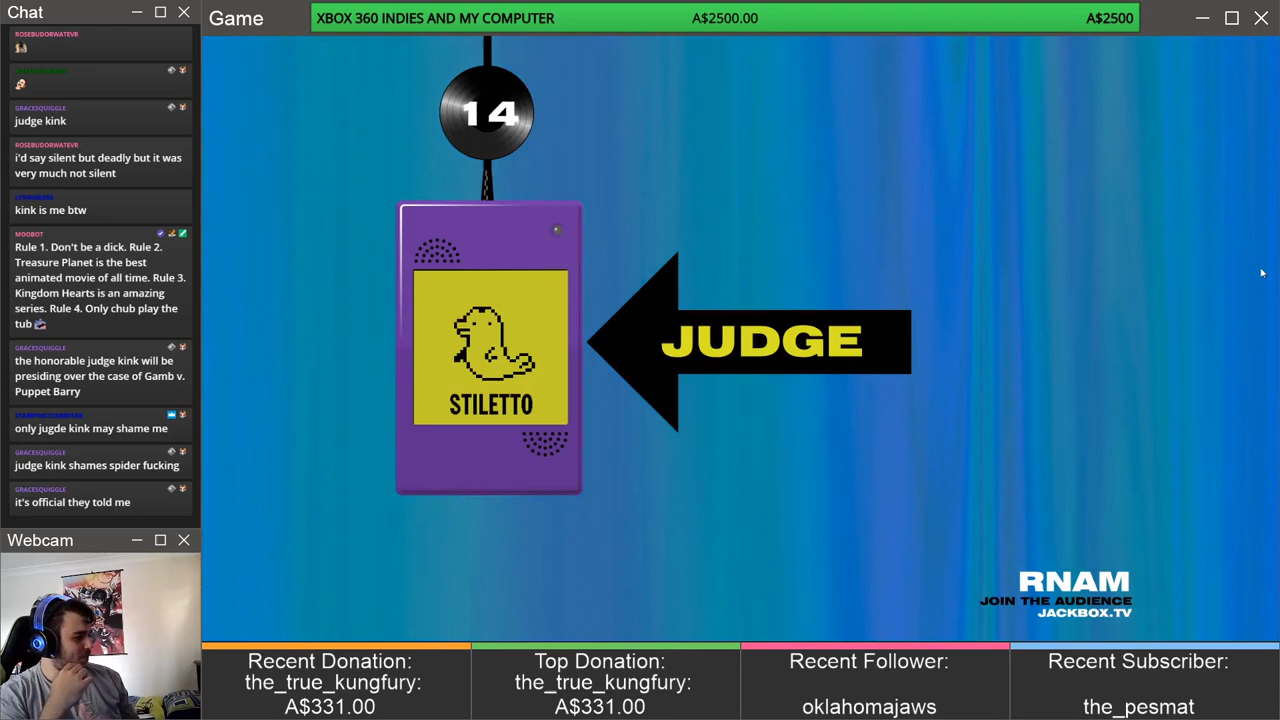 Chat
ROSEBUDORWATEVR
GRACESQUIGGLE
judge kink
ROSEBUDORWATEVR
i'd say silent but deadly but it was
very much not silent
kink is me btw
MOOBOT
Rule 1. Don't be a dick. Rule 2.
Treasure Planet is the best
animated movie of all time. Rule 3.
Kingdom Hearts is an amazing
series. Rule 4. Only chub play the
tub
GRACESQUIGGLE
the honorable judge kink will be
presiding over the case of Gamb v.
Puppet Barry
only jugde kink may shame me
GRACESQUIGGLE
judge kink shames spider fucking
GRACESQUIGGLE
it's official they told me
Webcam
Game
XBOX 360 INDIES AND MY COMPUTER A$2500.00 A$2500
14
STILETTO
JUDGE
RNAM
JOIN THE AUDIENCE
JACKBOX.TV
Recent Donation:
the_true_kungfury:
A$331.00
Top Donation:
the_true_kungfury:
A$331.00
Recent Follower:
oklahomajaws
Recent Subscriber:
the_pesmat